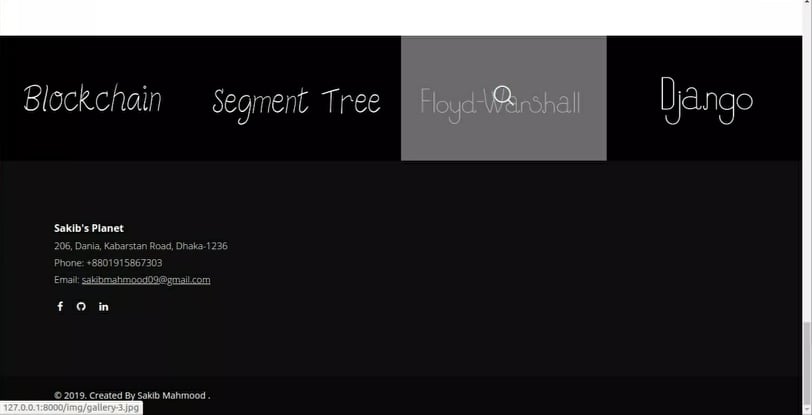 Blockchain
Segment Tree
Floyd-Warshall
Django
Sakib's Planet
206, Dania, Kabarstan Road, Dhaka-1236
Phone: +8801915867303
Email: sakibmahmood09@gmail.com
© 2019. Created By Sakib Mahmood .
127.0.0.1:8000/img/gallery-3.jpg